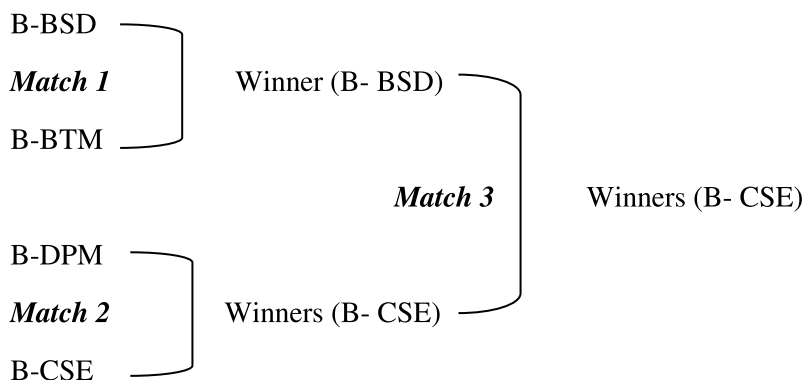 B-BSD
Match 1
Winner (B- BSD)
B-BTM
Match 3
Winners (B- CSE)
B-DPM
Match 2
Winners (B- CSE)
B-CSE